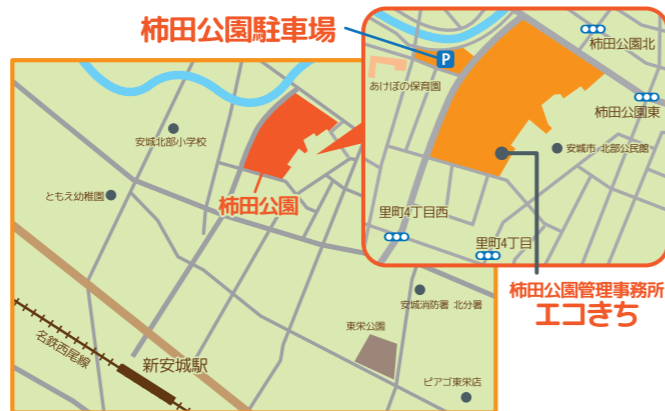 柿田公園駐車場
P
あけぼの保育園
柿田公園北
柿田公園東
安城市 北部公民館
安城北部小学校
ともえ幼稚園
柿田公園
里町4丁目西
里町4丁目
柿田公園管理事務所
エコきち
安城消防署 北分署
東栄公園
名鉄西尾線
新安城駅
ピアゴ東栄店